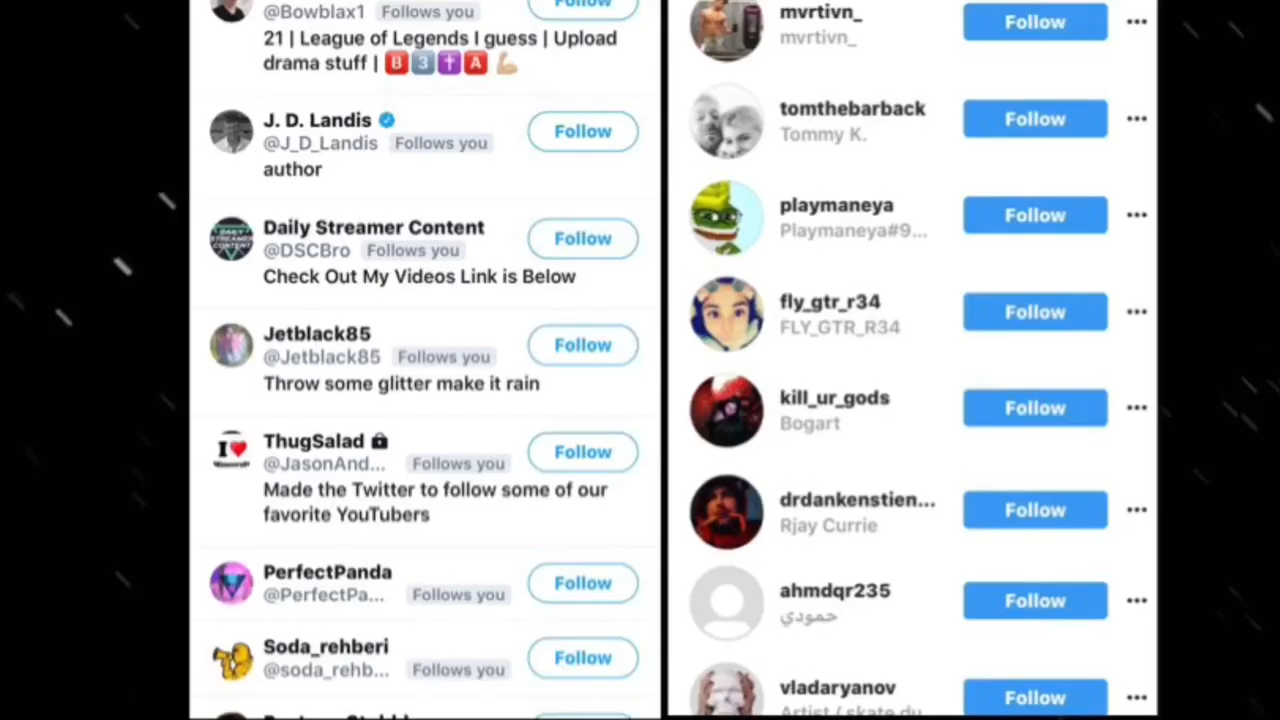 @Bowblax1 Follows you
Follow
21 | League of Legends I guess | Upload
drama stuff | 🅱️3️⃣✝️🅰️ 💪🏼
J. D. Landis
@J_D_Landis Follows you
Follow
author
Daily Streamer Content
@DSCBro Follows you
Follow
Check Out My Videos Link is Below
Jetblack85
@Jetblack85 Follows you
Follow
Throw some glitter make it rain
ThugSalad
@JasonAnd... Follows you
Follow
Made the Twitter to follow some of our
favorite YouTubers
PerfectPanda
@PerfectPa... Follows you
Follow
Soda_rehberi
@soda_rehb... Follows you
Follow
mvrtivn_
mvrtivn_
Follow
tomthebarback
Tommy K.
Follow
playmaneya
Playmaneya#9...
Follow
fly_gtr_r34
FLY_GTR_R34
Follow
kill_ur_gods
Bogart
Follow
drdankenstien...
Rjay Currie
Follow
ahmdqr235
حمودي
Follow
vladaryanov
Artist / skate du
Follow